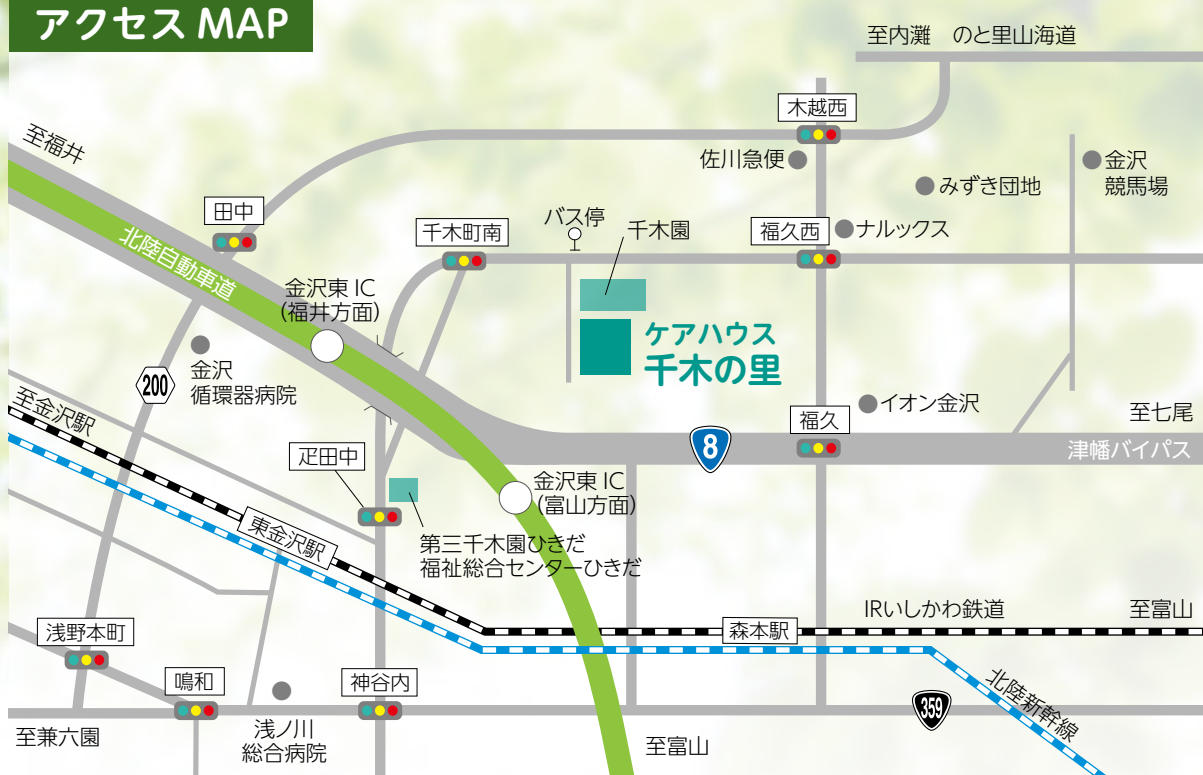 アクセス MAP
至内灘　のと里山海道
木越西
至福井
佐川急便
金沢
競馬場
みずき団地
田中
千木町南
バス停
千木園
福久西
ナルックス
北陸自動車道
金沢東 IC
(福井方面)
ケアハウス
千木の里
金沢
循環器病院
200
至金沢駅
イオン金沢
至七尾
福久
8
津幡バイパス
疋田中
金沢東 IC
(富山方面)
東金沢駅
第三千木園ひきだ
福祉総合センターひきだ
IRいしかわ鉄道
至富山
浅野本町
森本駅
鳴和
神谷内
北陸新幹線
359
至兼六園
浅ノ川
総合病院
至富山